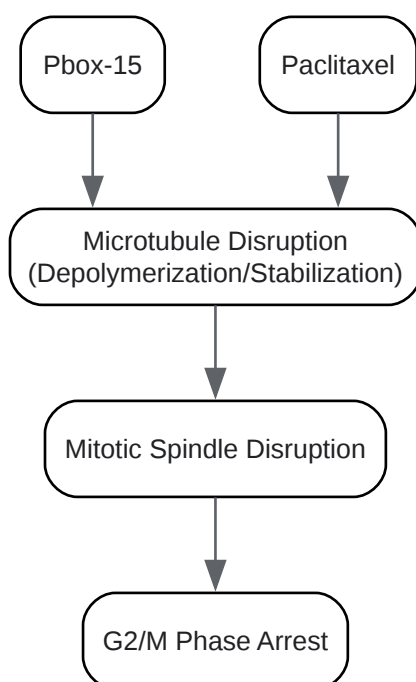 Pbox-15
Paclitaxel
Microtubule Disruption
(Depolymerization/Stabilization)
Mitotic Spindle Disruption
G2/M Phase Arrest